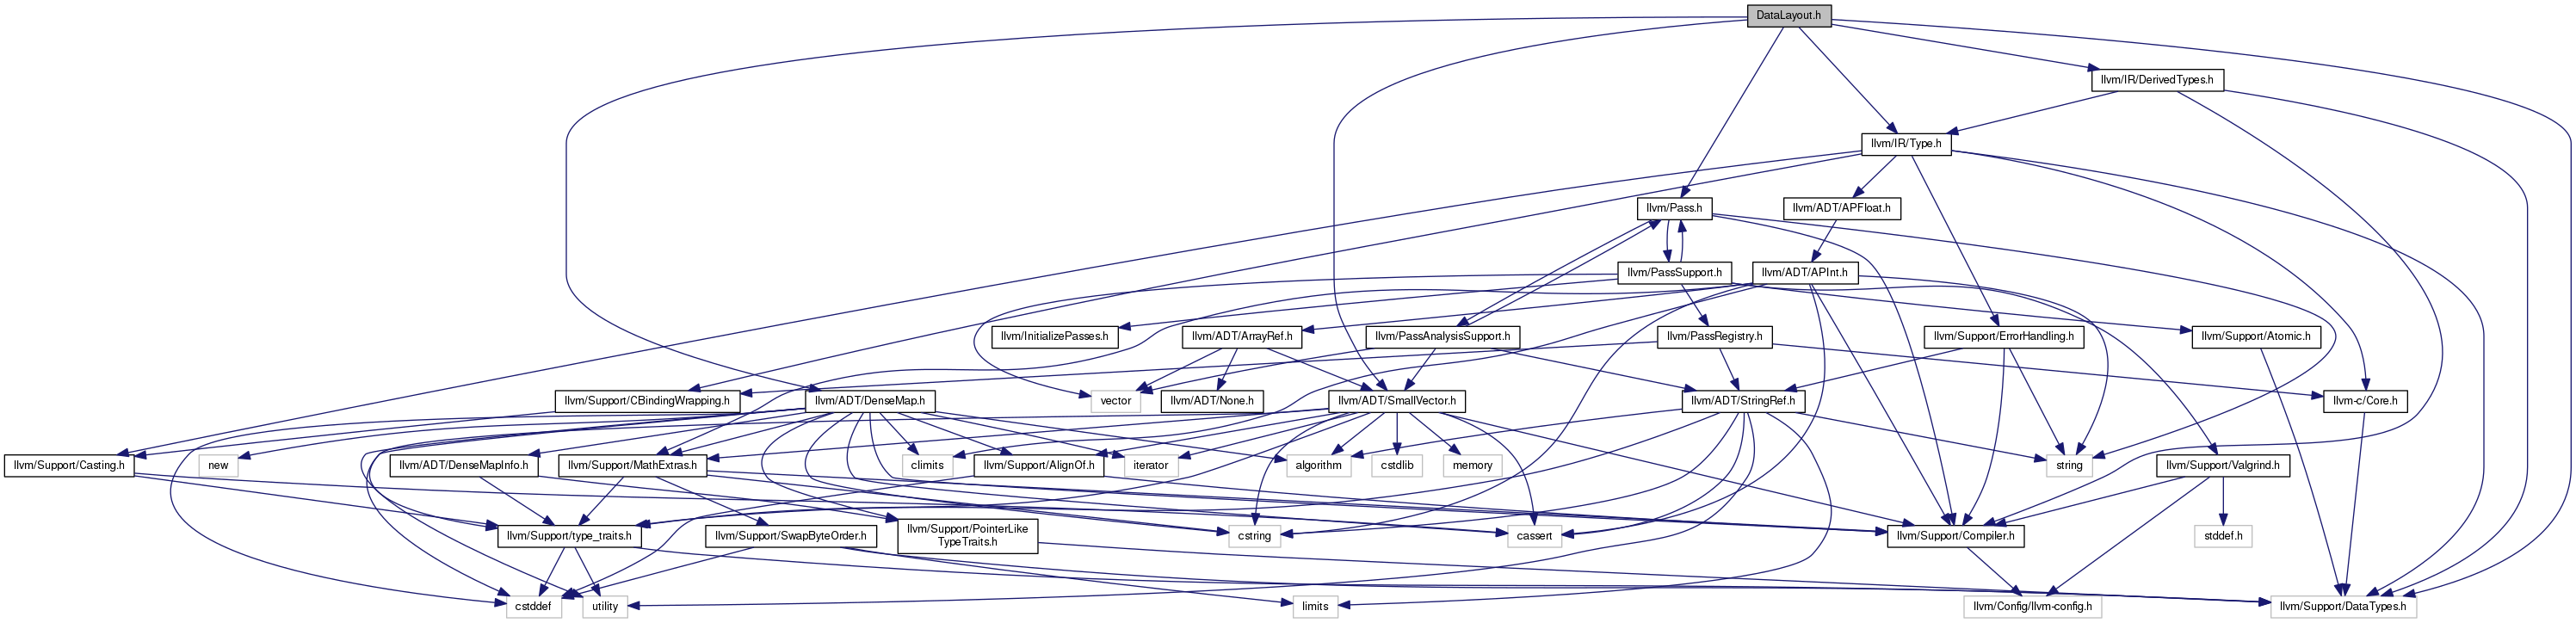 DataLayout.h
llvm/IR/DerivedTypes.h
llvm/IR/Type.h
llvm/Pass.h
llvm/ADT/APFloat.h
llvm/PassSupport.h
llvm/ADT/APInt.h
llvm/InitializePasses.h
llvm/ADT/ArrayRef.h
llvm/PassAnalysisSupport.h
llvm/PassRegistry.h
llvm/Support/ErrorHandling.h
llvm/Support/Atomic.h
llvm/Support/CBindingWrapping.h
llvm/ADT/DenseMap.h
vector
llvm/ADT/None.h
llvm/ADT/SmallVector.h
llvm/ADT/StringRef.h
llvm-c/Core.h
llvm/Support/Casting.h
new
llvm/ADT/DenseMapInfo.h
llvm/Support/MathExtras.h
climits
llvm/Support/AlignOf.h
iterator
algorithm
cstdlib
memory
string
llvm/Support/Valgrind.h
llvm/Support/type_traits.h
llvm/Support/SwapByteOrder.h
llvm/Support/PointerLike
TypeTraits.h
cstring
cassert
llvm/Support/Compiler.h
stddef.h
cstddef
utility
limits
llvm/Config/llvm-config.h
llvm/Support/DataTypes.h